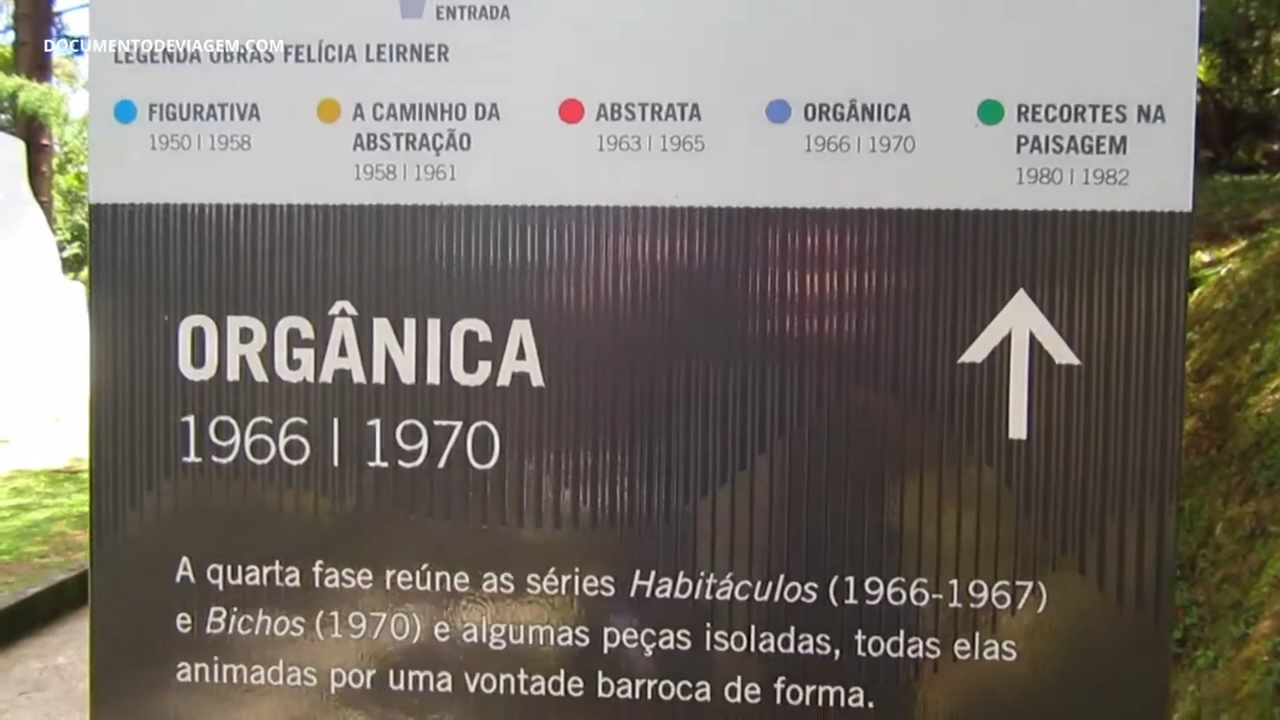 ENTRADA
DOCUMENTODEVIAGEM.COM
LEGENDA OBRAS FELÍCIA LEIRNER
FIGURATIVA
1950 | 1958
A CAMINHO DA
ABSTRAÇÃO
1958 | 1961
ABSTRATA
1963 | 1965
ORGÂNICA
1966 | 1970
RECORTES NA
PAISAGEM
1980 | 1982
ORGÂNICA
1966 | 1970
A quarta fase reúne as séries Habitáculos (1966-1967)
e Bichos (1970) e algumas peças isoladas, todas elas
animadas por uma vontade barroca de forma.